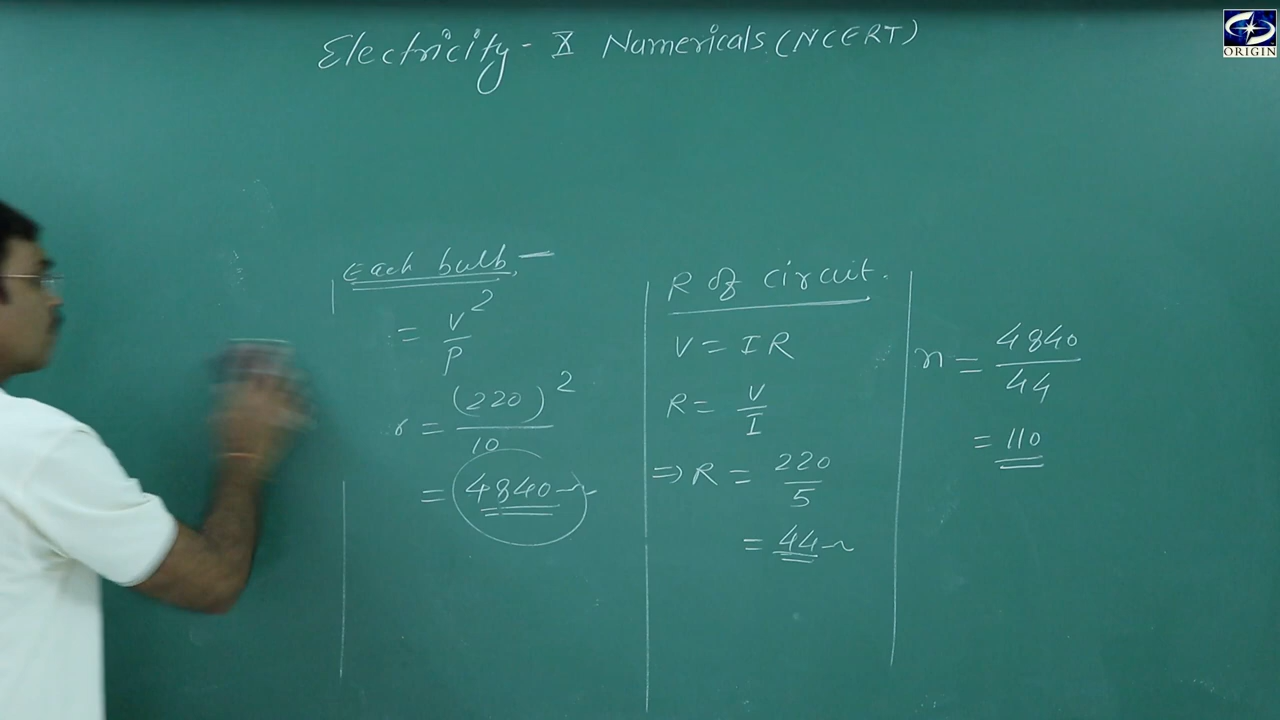 Electricity - X Numericals (NCERT)
ORIGIN
Each bulb, -
= V²/P
r = (220)²/10
= 4840 Ω
R of circuit.
V = IR
R = V/I
⇒ R = 220/5
= 44 Ω
n = 4840/44
= 110